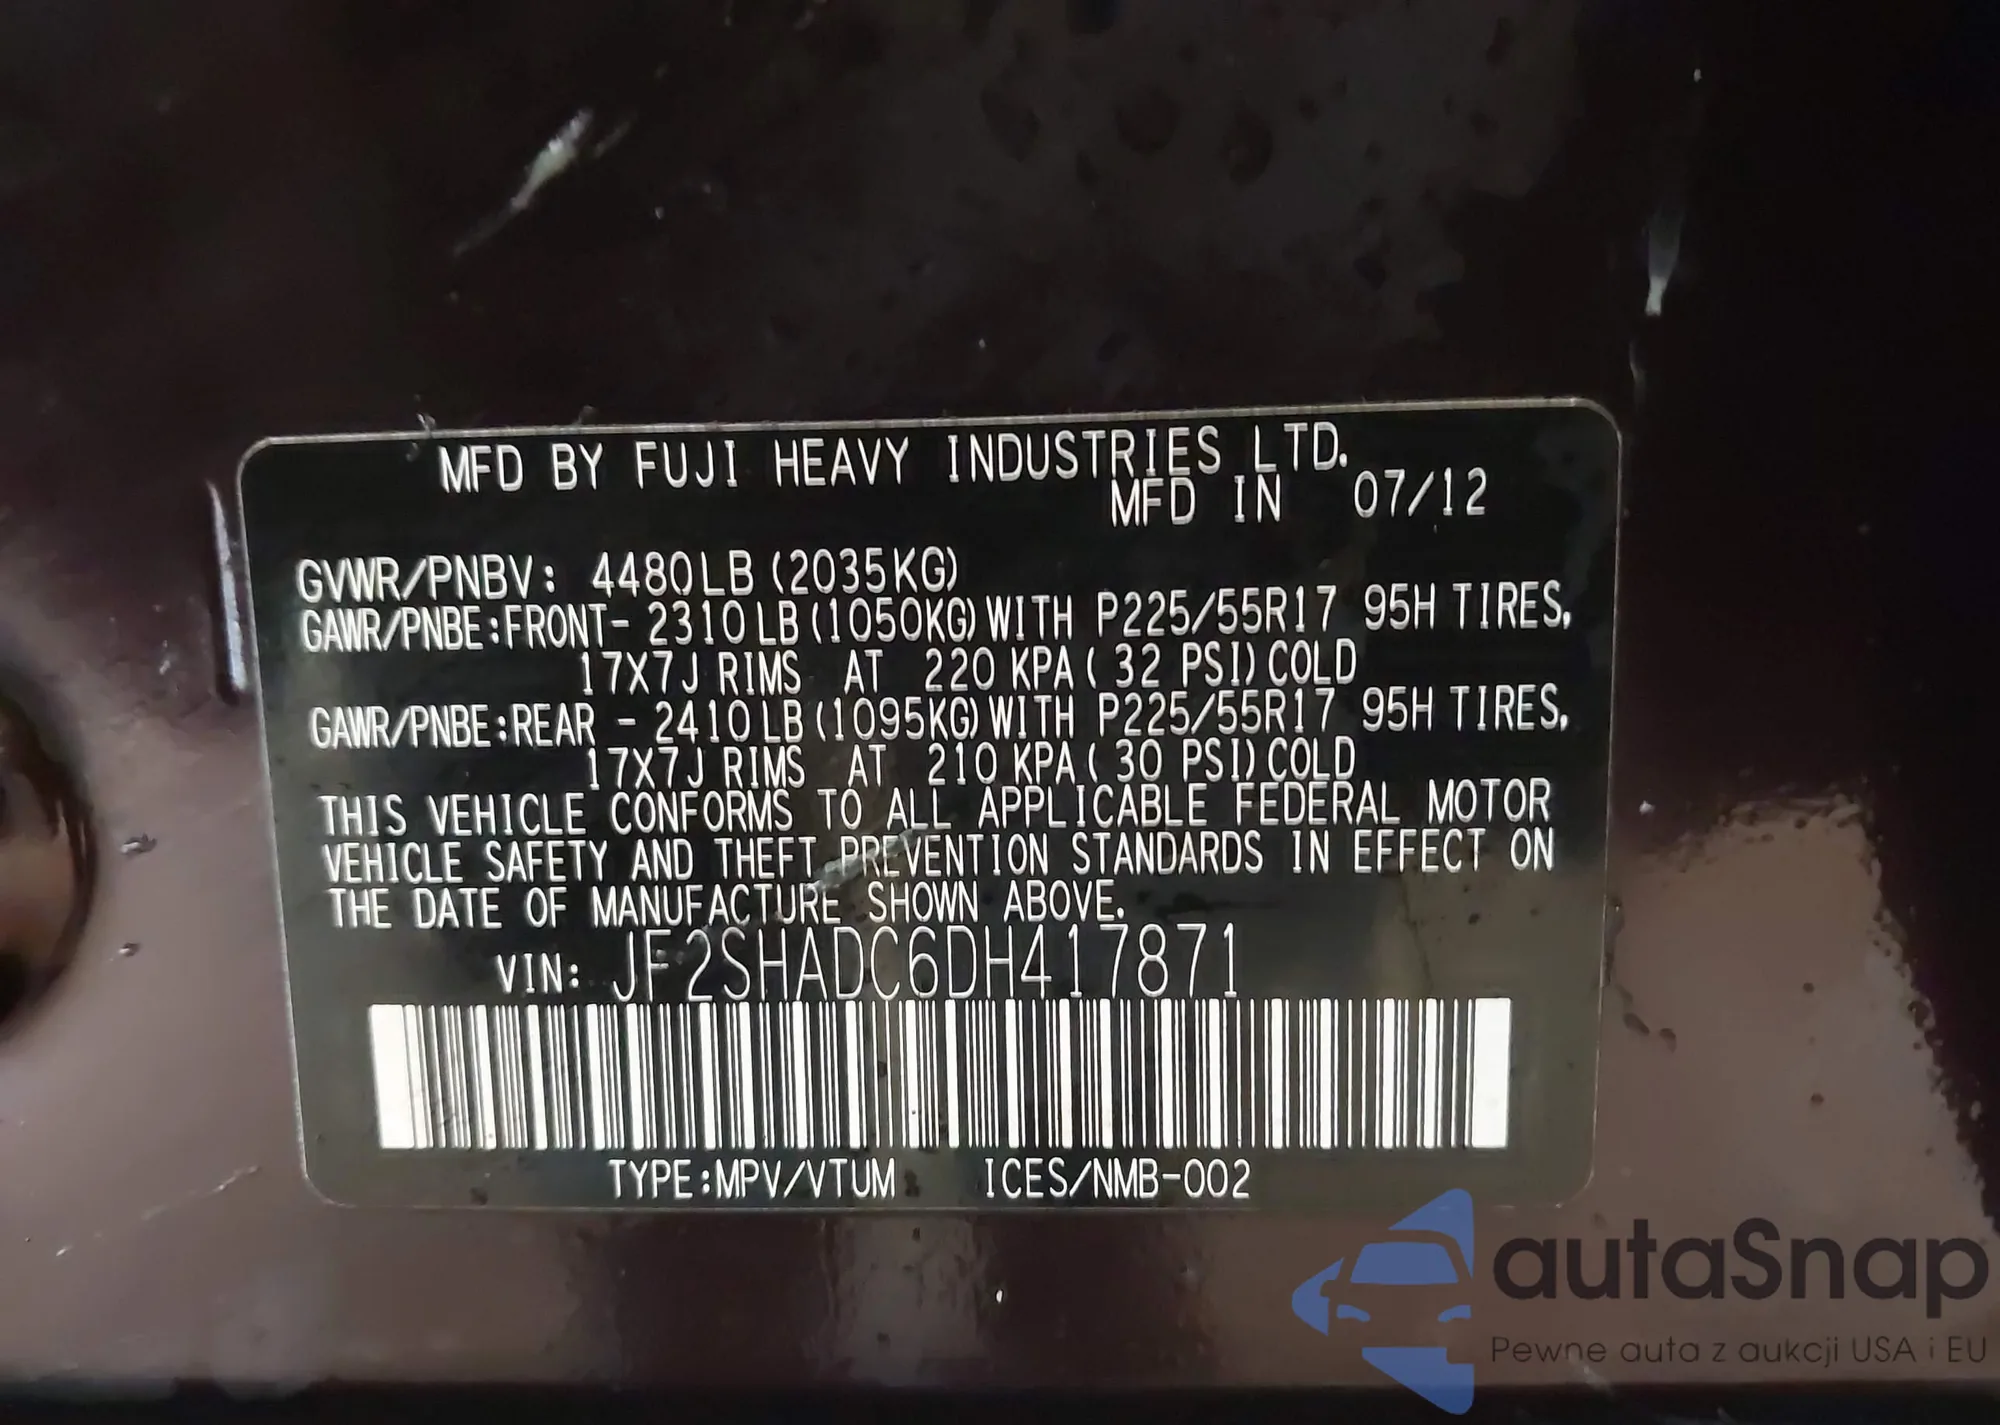 MFD BY FUJI HEAVY INDUSTRIES LTD.
MFD IN 07/12
GVWR/PNBV: 4480LB (2035KG)
GAWR/PNBE:FRONT- 2310LB (1050KG) WITH P225/55R17 95H TIRES,
17X7J RIMS AT 220 KPA ( 32 PSI) COLD
GAWR/PNBE:REAR - 2410LB (1095KG) WITH P225/55R17 95H TIRES,
17X7J RIMS AT 210 KPA ( 30 PSI) COLD
THIS VEHICLE CONFORMS TO ALL APPLICABLE FEDERAL MOTOR
VEHICLE SAFETY AND THEFT PREVENTION STANDARDS IN EFFECT ON
THE DATE OF MANUFACTURE SHOWN ABOVE.
VIN: JF2SHADC6DH417871
TYPE:MPV/VTUM ICES/NMB-002
autaSnap
Pewne auta z aukcji USA i EU